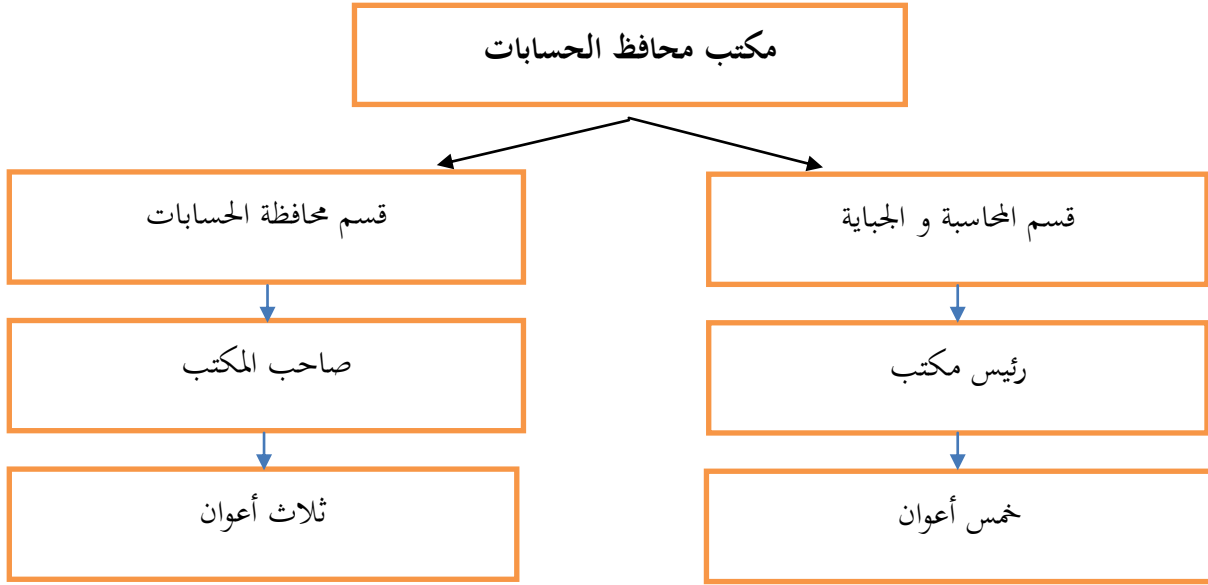 مكتب محافظ الحسابات
قسم المحاسبة و الجباية
قسم محافظة الحسابات
رئيس مكتب
صاحب المكتب
خمس أعوان
ثلاث أعوان